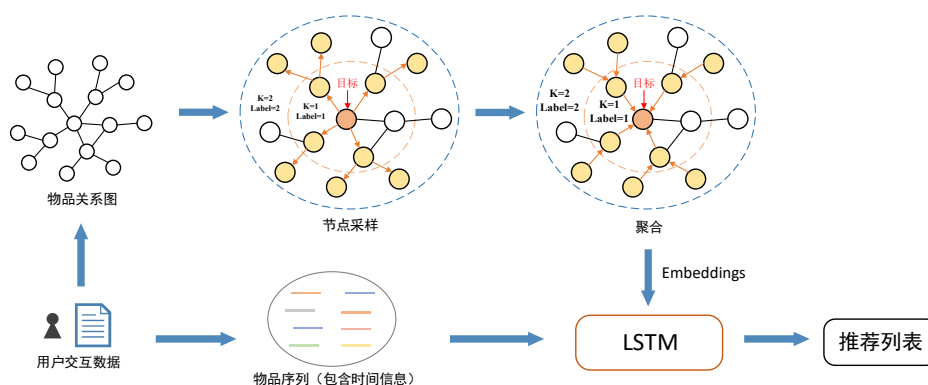 目标
K=2
Label=2
K=1
Label=1
目标
K=2
Label=2
K=1
Label=1
物品关系图
节点采样
聚合
Embeddings
用户交互数据
物品序列（包含时间信息）
LSTM
推荐列表